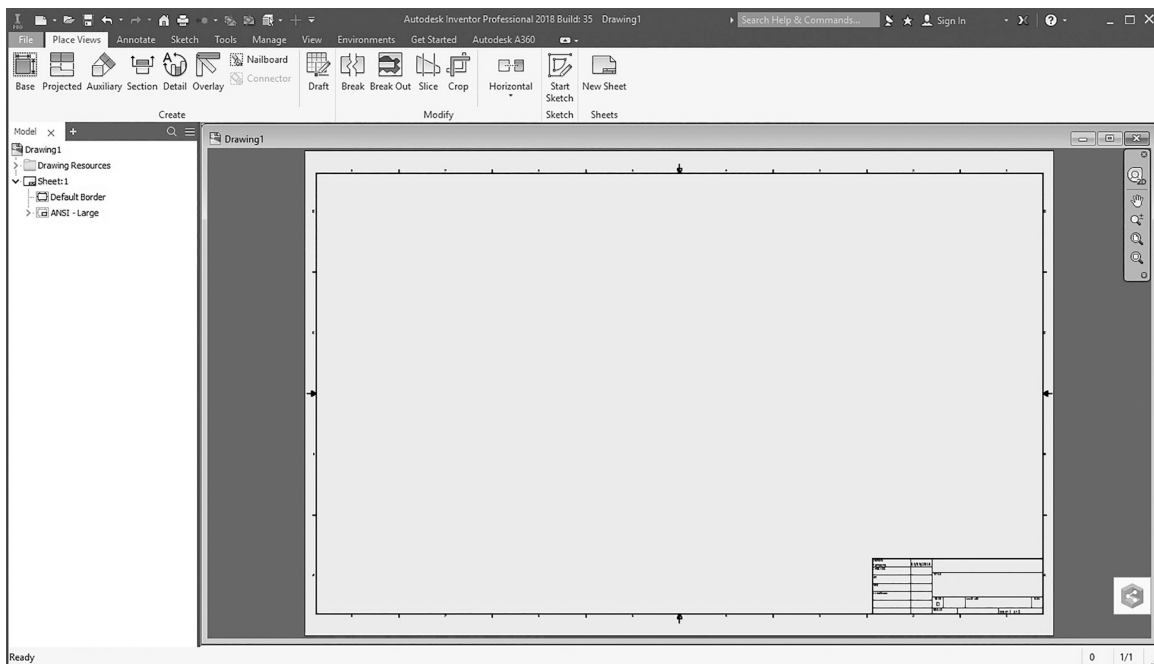 I PRO Autodesk Inventor Professional 2018 Build: 35 Drawing1 Search Help & Commands... Sign In
File Place Views Annotate Sketch Tools Manage View Environments Get Started Autodesk A360
Nailboard
Connector
Base Projected Auxiliary Section Detail Overlay Draft Break Break Out Slice Crop Horizontal Start Sketch New Sheet
Create Modify Sketch Sheets
Model
Drawing1
Drawing1
Drawing Resources
Sheet:1
Default Border
ANSI - Large
2D
Ready 0 1/1